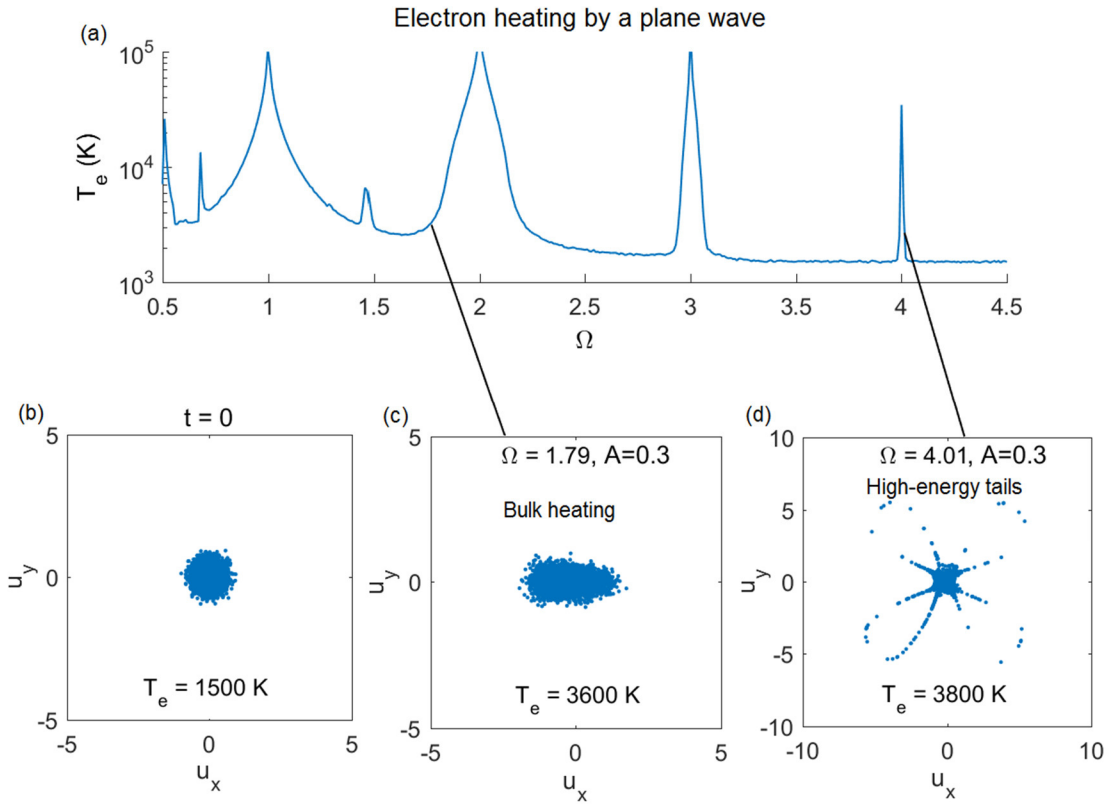 Electron heating by a plane wave
(a)
10^5
10^4
10^3
T_e (K)
0.5 1 1.5 2 2.5 3 3.5 4 4.5
Ω
(b)
t = 0
5
0
-5
u_y
T_e = 1500 K
-5 0 5
u_x
(c)
5
0
-5
u_y
Ω = 1.79, A=0.3
Bulk heating
T_e = 3600 K
-5 0 5
u_x
(d)
10
5
0
-5
-10
u_y
Ω = 4.01, A=0.3
High-energy tails
T_e = 3800 K
-10 0 10
u_x